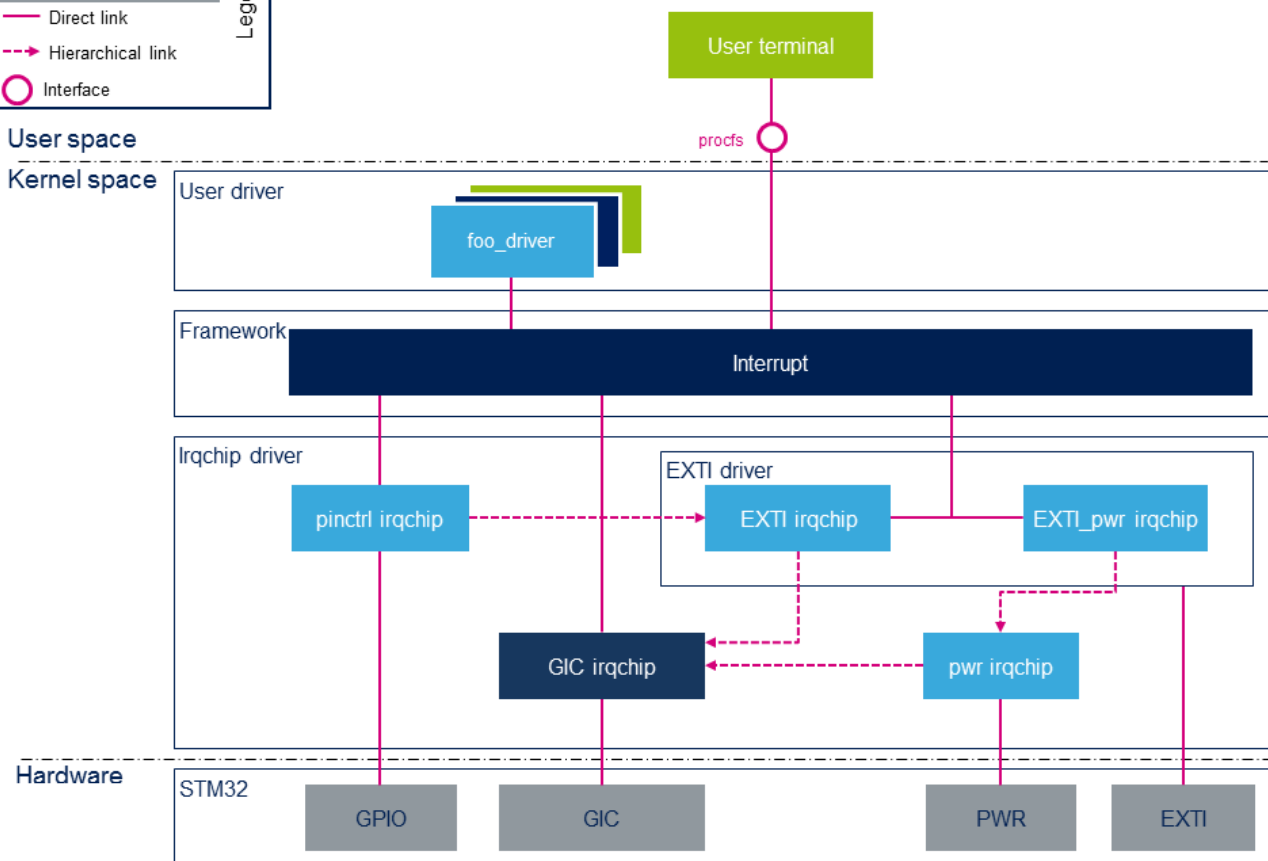 Direct link
Hierarchical link
Interface
User terminal
procfs
User space
Kernel space
User driver
foo_driver
Framework
Interrupt
Irqchip driver
EXTI driver
pinctrl irqchip
EXTI irqchip
EXTI_pwr irqchip
GIC irqchip
pwr irqchip
Hardware
STM32
GPIO
GIC
PWR
EXTI